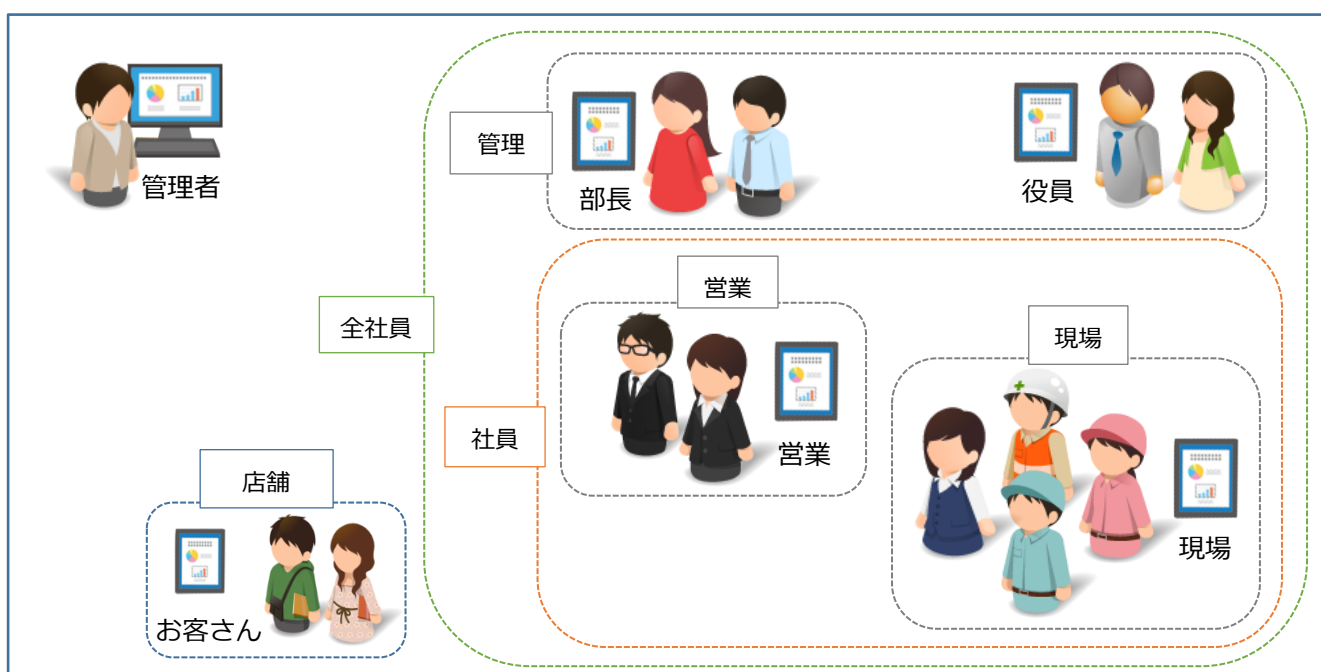 管理者
管理
部長
役員
全社員
営業
現場
社員
営業
現場
店舗
お客さん